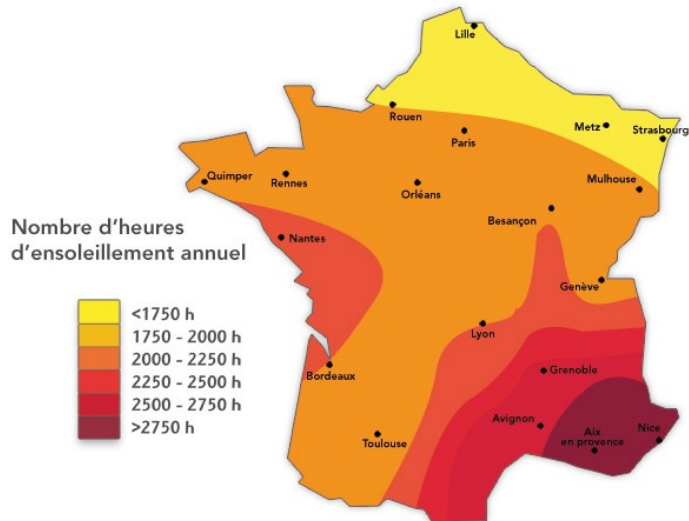 Lille
Rouen
Metz
Paris
Strasbourg
Quimper
Rennes
Orléans
Mulhouse
Besançon
Nombre d'heures
d'ensoleillement annuel
Nantes
Genève
<1750 h
1750 - 2000 h
2000 - 2250 h
2250 - 2500 h
2500 - 2750 h
>2750 h
Lyon
Bordeaux
Grenoble
Toulouse
Avignon
Aix
en provence
Nice